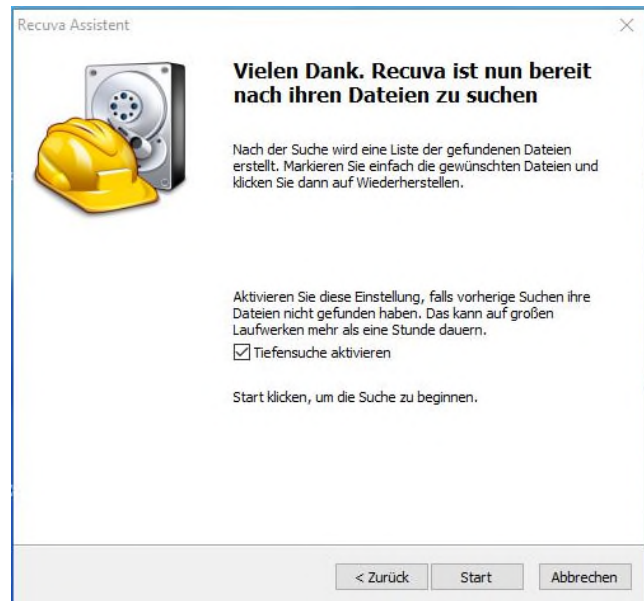 Recuva Assistent
Vielen Dank. Recuva ist nun bereit
nach ihren Dateien zu suchen
Nach der Suche wird eine Liste der gefundenen Dateien
erstellt. Markieren Sie einfach die gewünschten Dateien und
klicken Sie dann auf Wiederherstellen.
Aktivieren Sie diese Einstellung, falls vorherige Suchen ihre
Dateien nicht gefunden haben. Das kann auf großen
Laufwerken mehr als eine Stunde dauern.
Tiefensuche aktivieren
Start klicken, um die Suche zu beginnen.
< Zurück Start Abbrechen